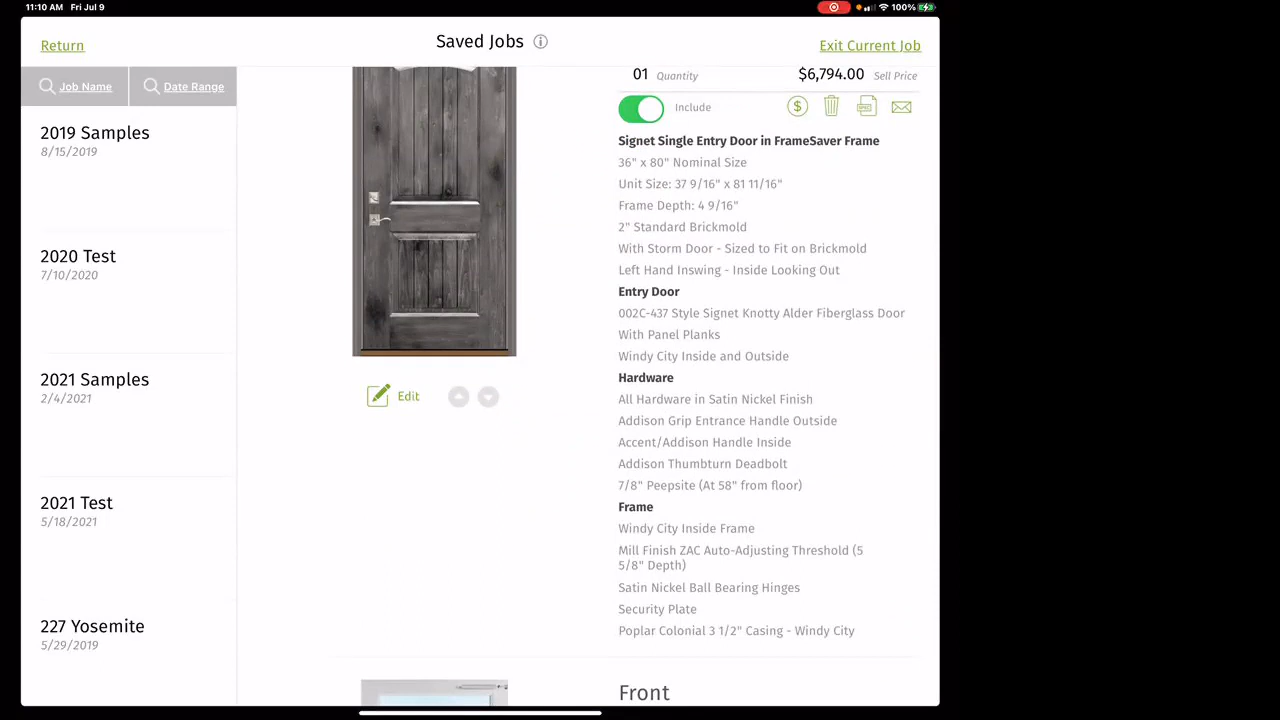 11:10 AM Fri Jul 9
100%
Return
Saved Jobs
Exit Current Job
Job Name
Date Range
2019 Samples
8/15/2019
2020 Test
7/10/2020
2021 Samples
2/4/2021
2021 Test
5/18/2021
227 Yosemite
5/29/2019
Edit
01 Quantity
$6,794.00 Sell Price
Include
$
SPEC
Signet Single Entry Door in FrameSaver Frame
36" x 80" Nominal Size
Unit Size: 37 9/16" x 81 11/16"
Frame Depth: 4 9/16"
2" Standard Brickmold
With Storm Door - Sized to Fit on Brickmold
Left Hand Inswing - Inside Looking Out
Entry Door
002C-437 Style Signet Knotty Alder Fiberglass Door
With Panel Planks
Windy City Inside and Outside
Hardware
All Hardware in Satin Nickel Finish
Addison Grip Entrance Handle Outside
Accent/Addison Handle Inside
Addison Thumbturn Deadbolt
7/8" Peepsite (At 58" from floor)
Frame
Windy City Inside Frame
Mill Finish ZAC Auto-Adjusting Threshold (5
5/8" Depth)
Satin Nickel Ball Bearing Hinges
Security Plate
Poplar Colonial 3 1/2" Casing - Windy City
Front